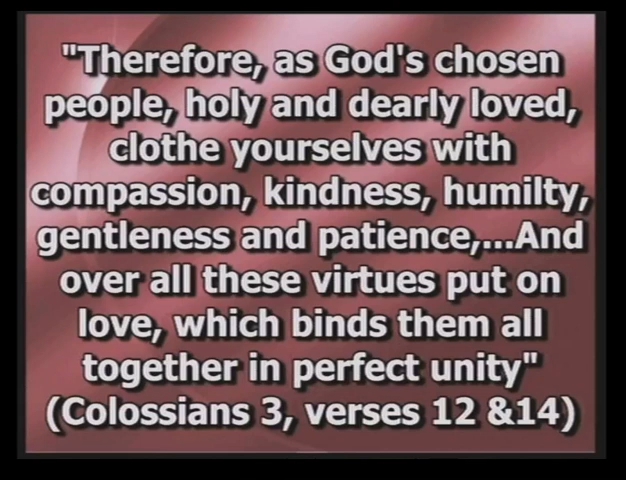 "Therefore, as God's chosen
people, holy and dearly loved,
clothe yourselves with
compassion, kindness, humilty,
gentleness and patience,...And
over all these virtues put on
love, which binds them all
together in perfect unity"
(Colossians 3, verses 12 &14)